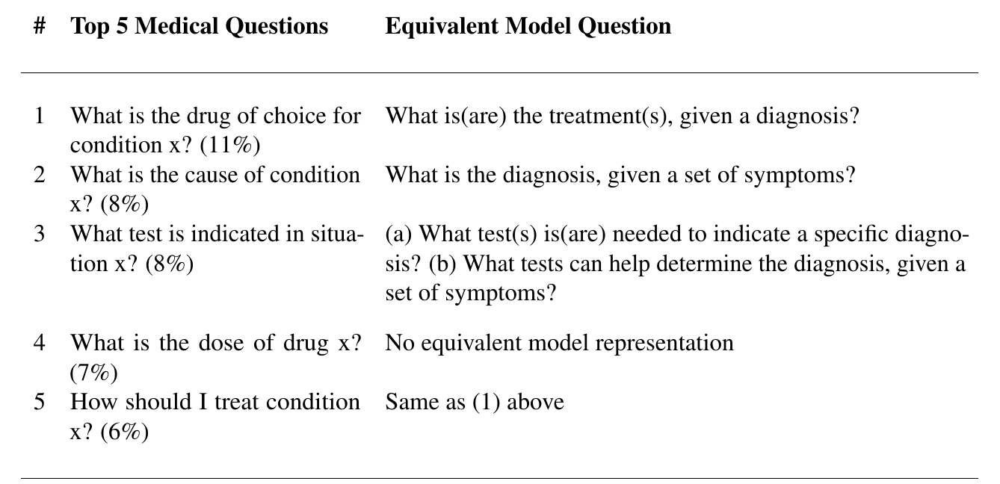 # Top 5 Medical Questions Equivalent Model Question
1 What is the drug of choice for What is(are) the treatment(s), given a diagnosis?
condition x? (11%)
2 What is the cause of condition What is the diagnosis, given a set of symptoms?
x? (8%)
3 What test is indicated in situa- (a) What test(s) is(are) needed to indicate a specific diagno-
tion x? (8%) sis? (b) What tests can help determine the diagnosis, given a
set of symptoms?
4 What is the dose of drug x? No equivalent model representation
(7%)
5 How should I treat condition Same as (1) above
x? (6%)